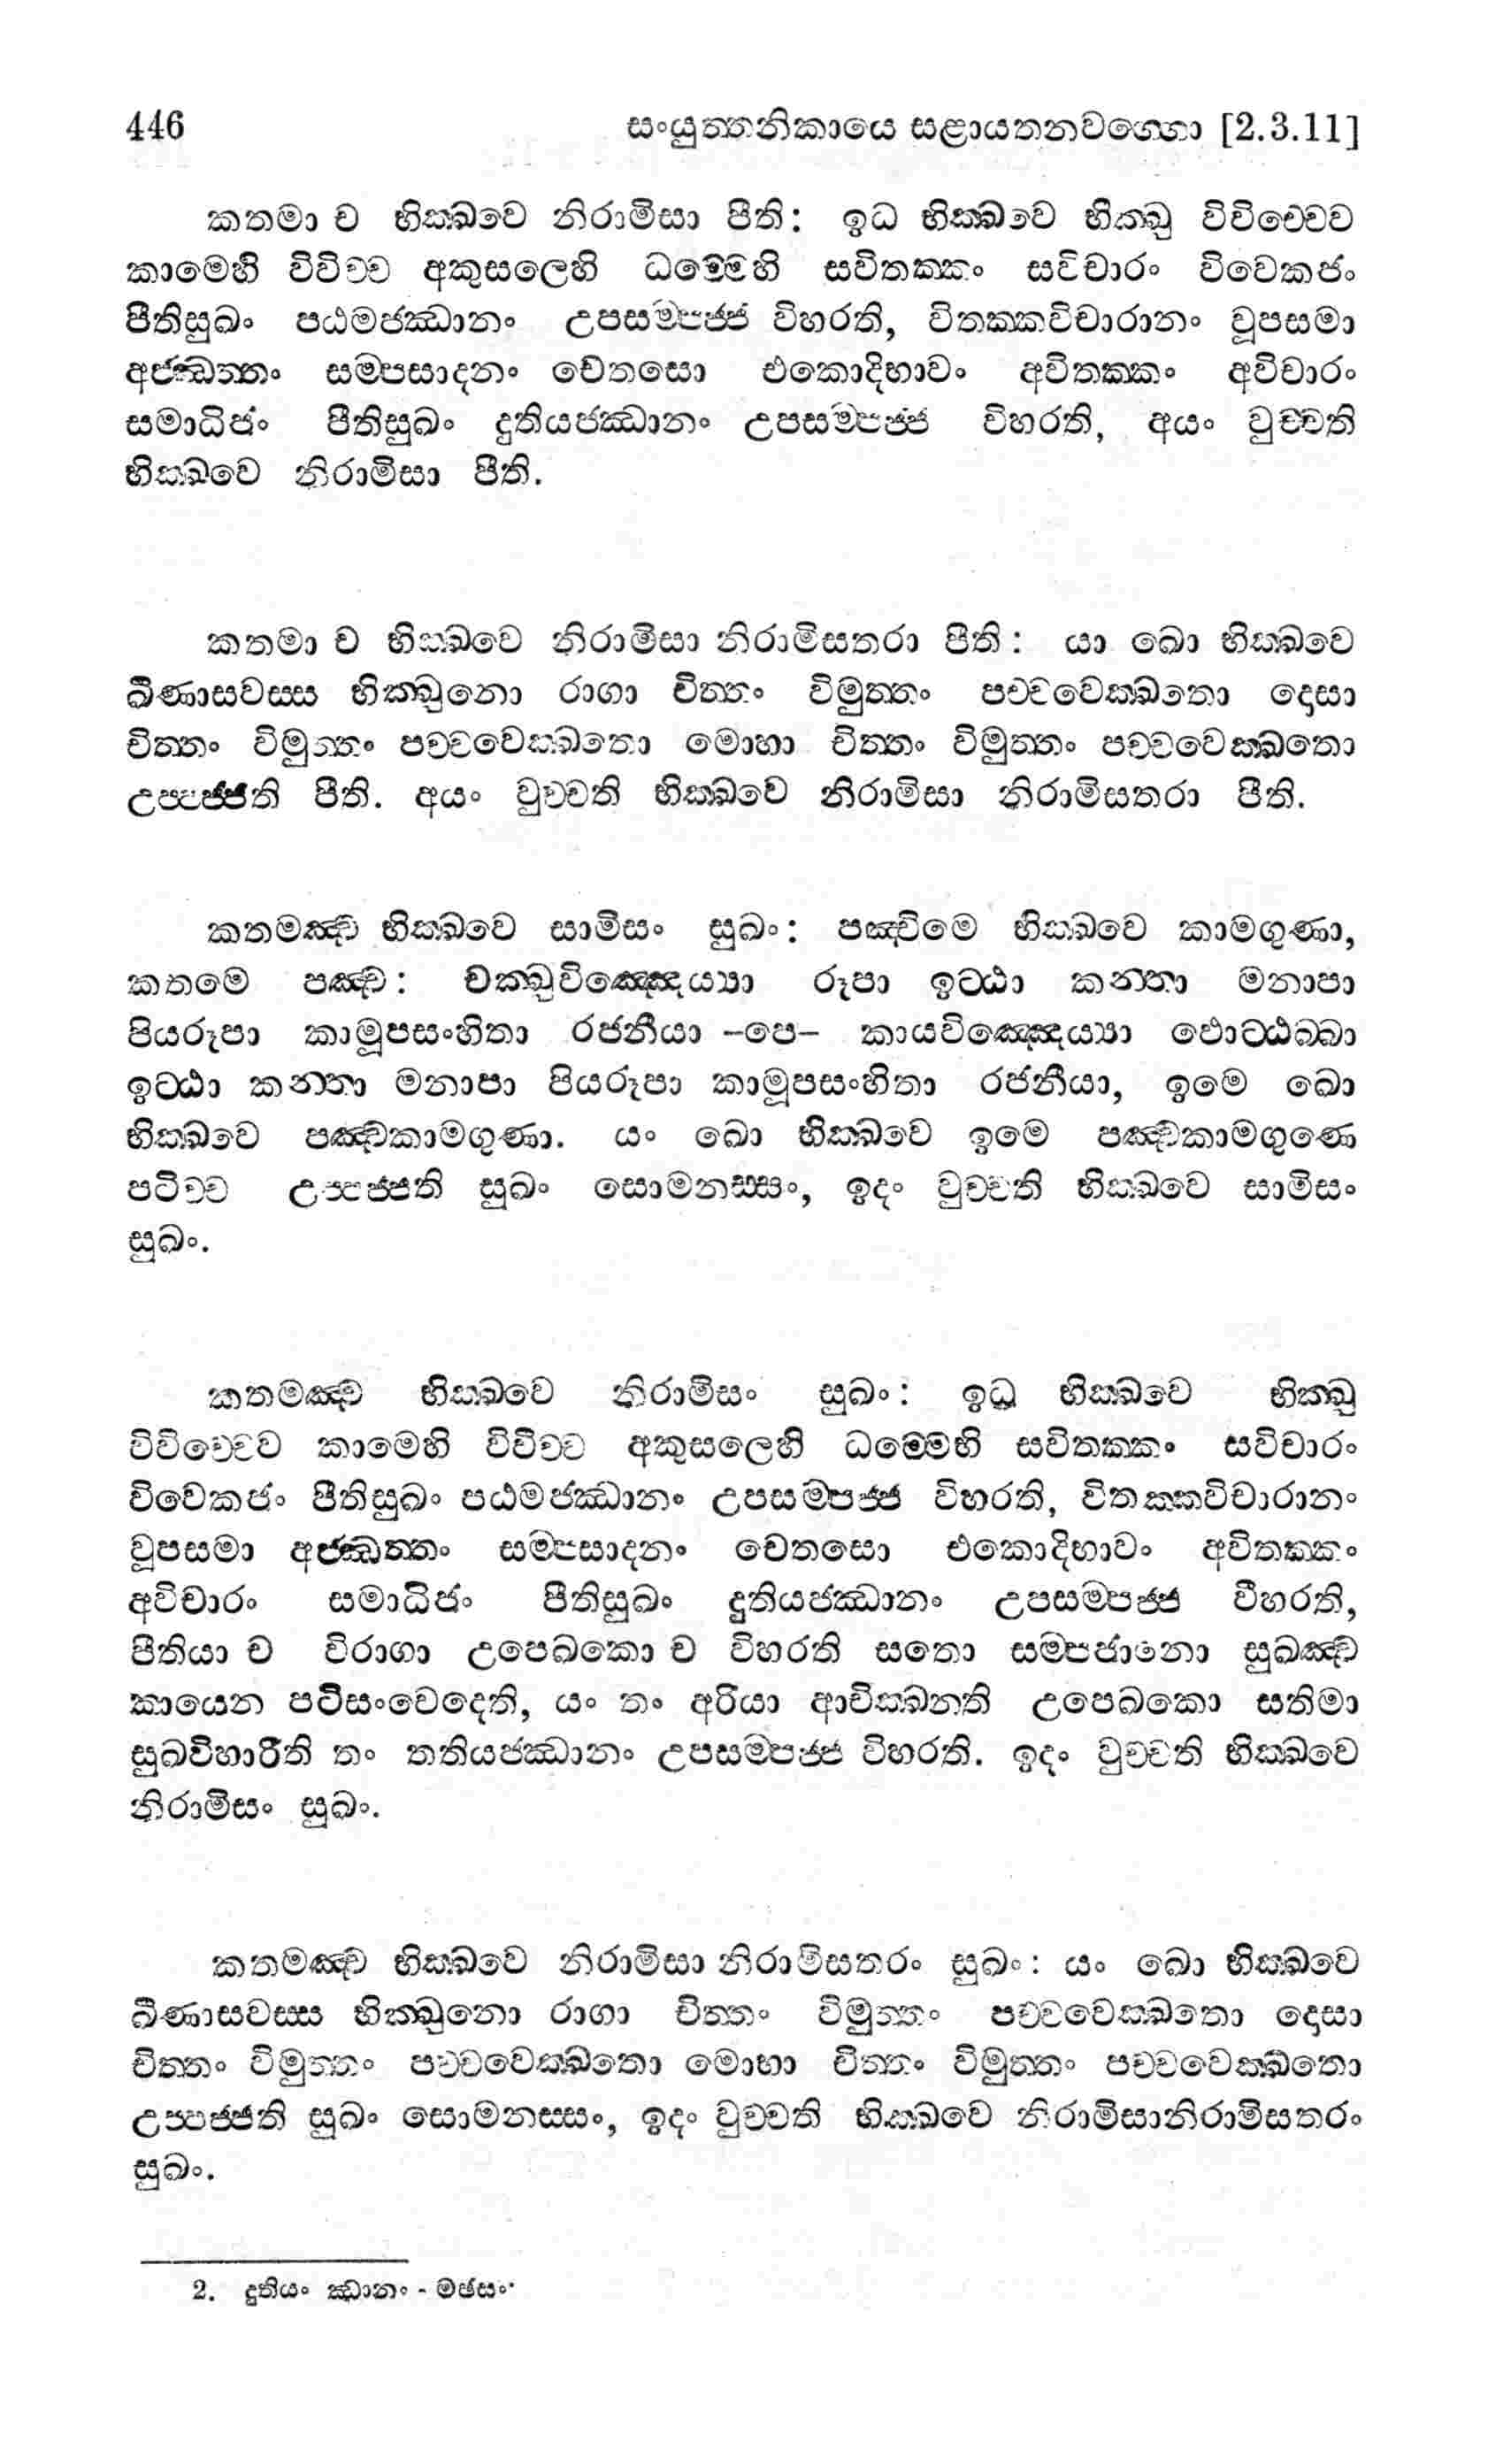 446 සංයුත්තනිකායෙ සළායතනවග්ගො [2.3.11]
කතමා ච භික්ඛවෙ නිරාමිසා පීති: ඉධ භික්ඛවෙ භික්ඛු විවිච්චෙව
කාමෙහි විවිච්ච අකුසලෙහි ධම්මෙහි සවිතක්කං සවිචාරං විවෙකජං
පීතිසුඛං පඨමජ්ඣානං උපසම්පජ්ජ විහරති, විතක්කවිචාරානං වූපසමා
අජ්ඣත්තං සම්පසාදනං චේතසො එකොදිභාවං අවිතක්කං අවිචාරං
සමාධිජං පීතිසුඛං දුතියජ්ඣානං උපසම්පජ්ජ විහරති, අයං වුච්චති
භික්ඛවෙ නිරාමිසා පීති.
කතමා ච භික්ඛවෙ නිරාමිසා නිරාමිසතරා පීති: යා ඛො භික්ඛවෙ
ඛීණාසවස්ස භික්ඛුනො රාගා චිත්තං විමුත්තං පච්චවෙක්ඛතො දොසා
චිත්තං විමුත්තං පච්චවෙක්ඛතො මොහා චිත්තං විමුත්තං පච්චවෙක්ඛතො
උප්පජ්ජති පීති. අයං වුච්චති භික්ඛවෙ නිරාමිසා නිරාමිසතරා පීති.
කතමඤ්ච භික්ඛවෙ සාමිසං සුඛං: පඤ්චිමෙ භික්ඛවෙ කාමගුණා,
කතමෙ පඤ්ච: චක්ඛුවිඤ්ඤෙය්‍යා රූපා ඉට්ඨා කන්තා මනාපා
පියරූපා කාමූපසංහිතා රජනීයා –පෙ– කායවිඤ්ඤෙය්‍යා ඵොට්ඨබ්බා
ඉට්ඨා කන්තා මනාපා පියරූපා කාමූපසංහිතා රජනීයා, ඉමෙ ඛො
භික්ඛවෙ පඤ්චකාමගුණා. යං ඛො භික්ඛවෙ ඉමෙ පඤ්චකාමගුණෙ
පටිච්ච උප්පජ්ජති සුඛං සොමනස්සං, ඉදං වුච්චති භික්ඛවෙ සාමිසං
සුඛං.
කතමඤ්ච භික්ඛවෙ නිරාමිසං සුඛං: ඉධ භික්ඛවෙ භික්ඛු
විවිච්චෙව කාමෙහි විවිච්ච අකුසලෙහි ධම්මෙභි සවිතක්කං සවිචාරං
විවෙකජං පීතිසුඛං පඨමජ්ඣානං උපසම්පජ්ජ විහරති, විතක්කවිචාරානං
වූපසමා අජ්ඣත්තං සම්පසාදනං චෙතසො එකොදිභාවං අවිතක්කං
අවිචාරං සමාධිජං පීතිසුඛං දුතියජ්ඣානං උපසම්පජ්ජ වීහරති,
පීතියා ච විරාගා උපෙඛකො ච විහරති සතො සම්පජානො සුඛඤ්ච
කායෙන පටිසංවෙදෙති, යං තං අරියා ආචික්ඛන්ති උපෙඛකො සතිමා
සුඛවිහාරීති තං තතියජ්ඣානං උපසම්පජ්ජ විහරති. ඉදං වුච්චති භික්ඛවෙ
නිරාමිසං සුඛං.
කතමඤ්ච භික්ඛවෙ නිරාමිසා නිරාමිසතරං සුඛං: යං ඛො භික්ඛවෙ
ඛීණාසවස්ස භික්ඛුනො රාගා චිත්තං විමුත්තං පච්චවෙක්ඛතො දොසා
චිත්තං විමුත්තං පච්චවෙක්ඛතො මොහා චිත්තං විමුත්තං පච්චවෙක්ඛතො
උප්පජ්ජති සුඛං සොමනස්සං, ඉදං වුච්චති භික්ඛවෙ නිරාමිසානිරාමිසතරං
සුඛං.
2. දුතියං ඣානං - මඡසං